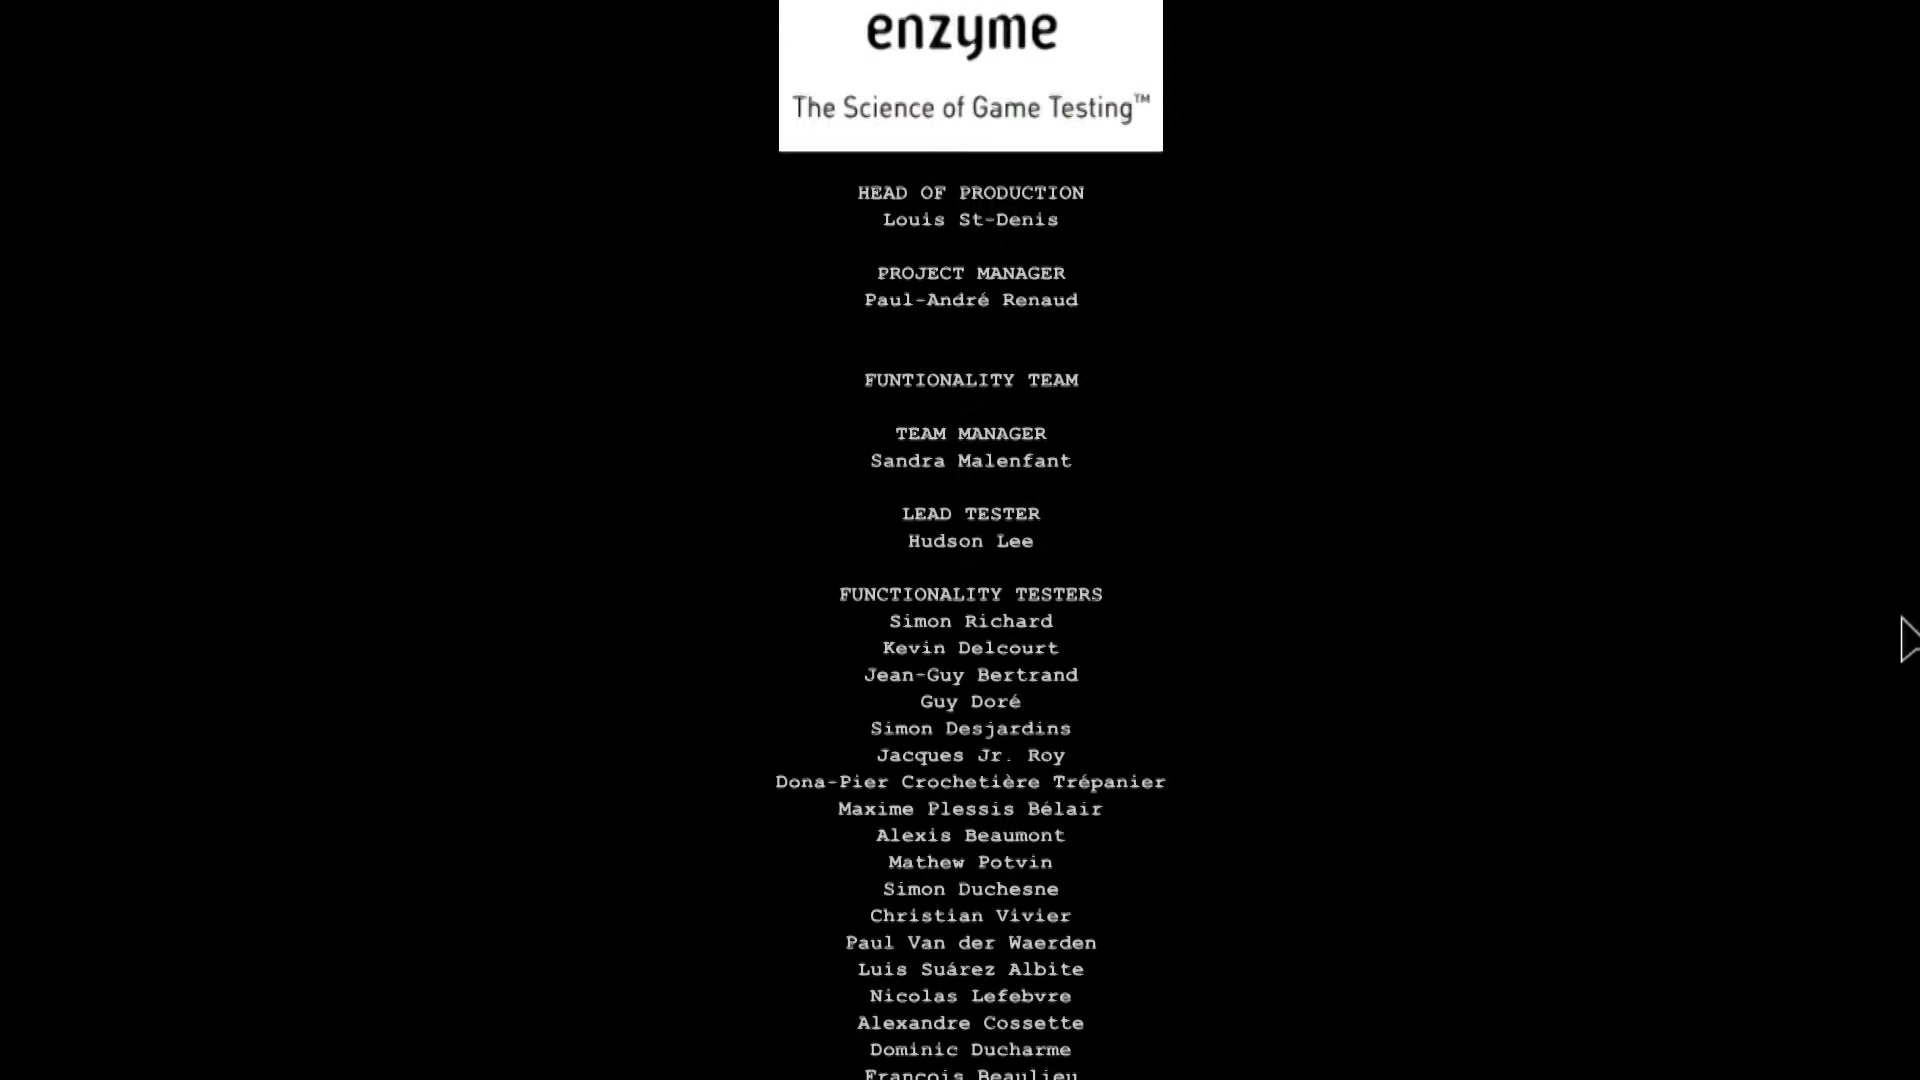 enzyme
The Science of Game Testing™
HEAD OF PRODUCTION
Louis St-Denis
PROJECT MANAGER
Paul-André Renaud
FUNTIONALITY TEAM
TEAM MANAGER
Sandra Malenfant
LEAD TESTER
Hudson Lee
FUNCTIONALITY TESTERS
Simon Richard
Kevin Delcourt
Jean-Guy Bertrand
Guy Doré
Simon Desjardins
Jacques Jr. Roy
Dona-Pier Crochetière Trépanier
Maxime Plessis Bélair
Alexis Beaumont
Mathew Potvin
Simon Duchesne
Christian Vivier
Paul Van der Waerden
Luis Suárez Albite
Nicolas Lefebvre
Alexandre Cossette
Dominic Ducharme
François Beaulieu